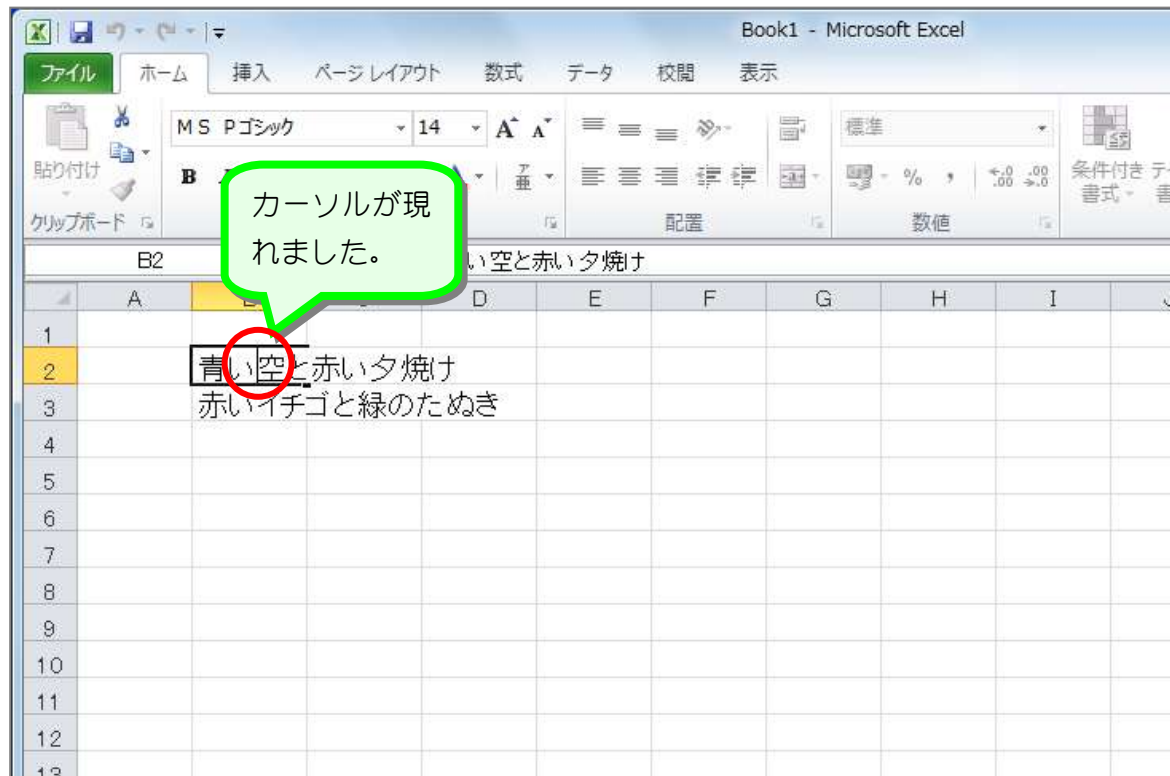 Book1 - Microsoft Excel
ファイル ホーム 挿入 ページ レイアウト 数式 データ 校閲 表示
ＭＳ Ｐゴシック 14 標準
貼り付け B 条件付き
書式
クリップボード 配置 数値
カーソルが現
れました。
B2 い空と赤い夕焼け
A D E F G H I
1
2 青い空と赤い夕焼け
3 赤いイチゴと緑のたぬき
4
5
6
7
8
9
10
11
12
13